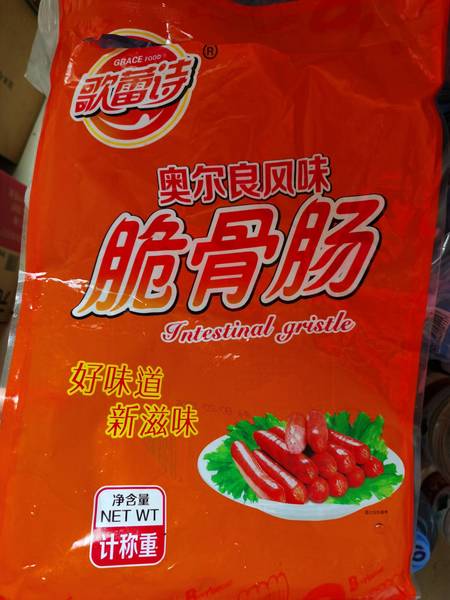 GRACE FOOD
歌蕾诗
®
奥尔良风味
脆骨肠
Intestinal gristle
好味道
新滋味
净含量
NET WT
计称重